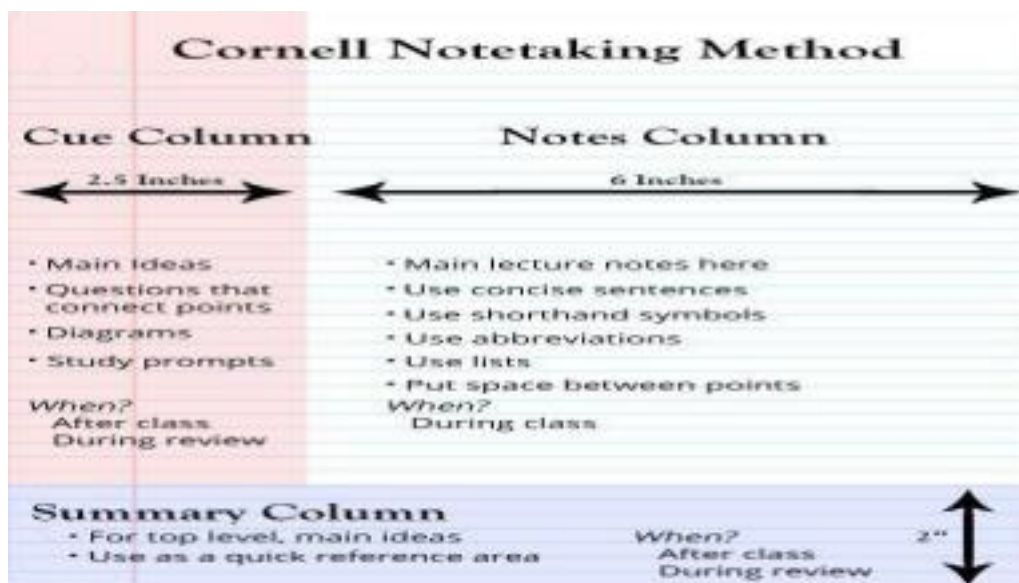 Cornell Notetaking Method
Cue Column
2.5 Inches
• Main Ideas
• Questions that
connect points
• Diagrams
• Study prompts
When?
After class
During review
Notes Column
6 Inches
• Main lecture notes here
• Use concise sentences
• Use shorthand symbols
• Use abbreviations
• Use lists
• Put space between points
When?
During class
Summary Column
• For top level, main ideas
• Use as a quick reference area
When?
After class
During review
2"